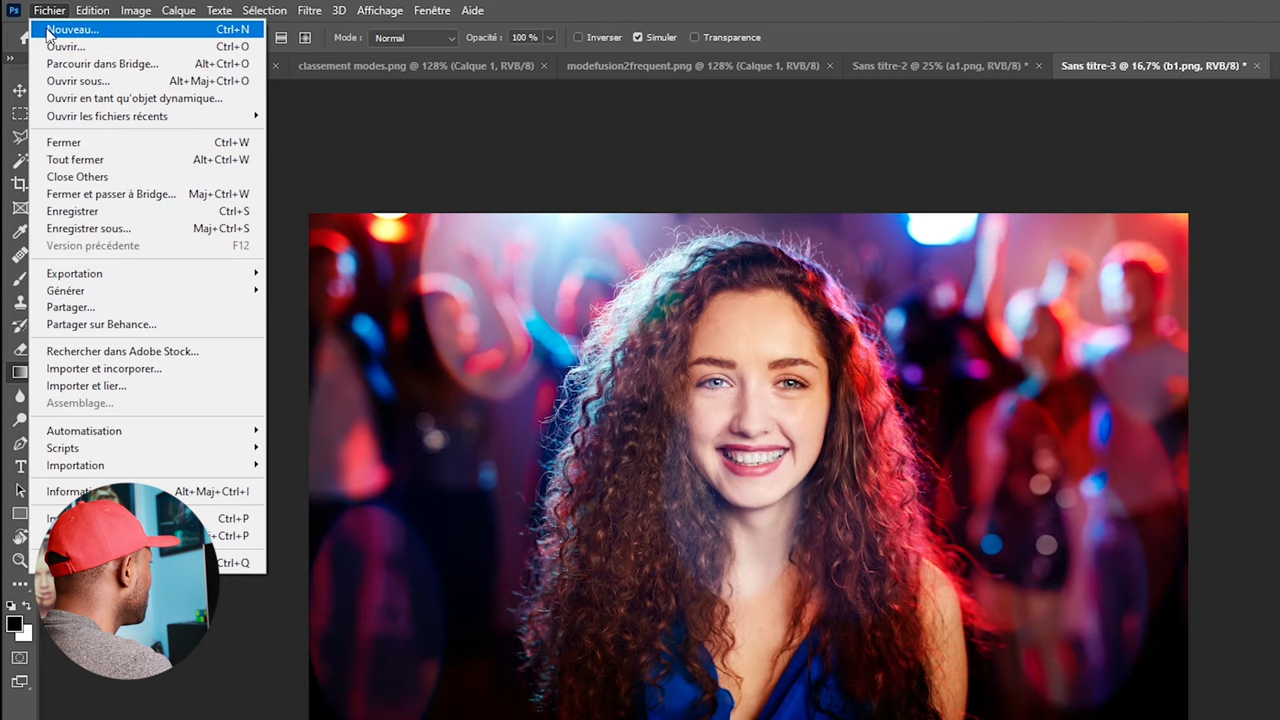 Ps Fichier Edition Image Calque Texte Sélection Filtre 3D Affichage Fenêtre Aide
Mode : Normal Opacité : 100 % Inverser Simuler Transparence
classement modes.png @ 128% (Calque 1, RVB/8) × modefusion2frequent.png @ 128% (Calque 1, RVB/8) × Sans titre-2 @ 25% (a1.png, RVB/8) * × Sans titre-3 @ 16,7% (b1.png, RVB/8) * ×
Nouveau... Ctrl+N
Ouvrir... Ctrl+O
Parcourir dans Bridge... Alt+Ctrl+O
Ouvrir sous... Alt+Maj+Ctrl+O
Ouvrir en tant qu'objet dynamique...
Ouvrir les fichiers récents
Fermer Ctrl+W
Tout fermer Alt+Ctrl+W
Close Others
Fermer et passer à Bridge... Maj+Ctrl+W
Enregistrer Ctrl+S
Enregistrer sous... Maj+Ctrl+S
Version précédente F12
Exportation
Générer
Partager...
Partager sur Behance...
Rechercher dans Adobe Stock...
Importer et incorporer...
Importer et lier...
Assemblage...
Automatisation
Scripts
Importation
Alt+Maj+Ctrl+I
Ctrl+P
+Ctrl+P
Ctrl+Q